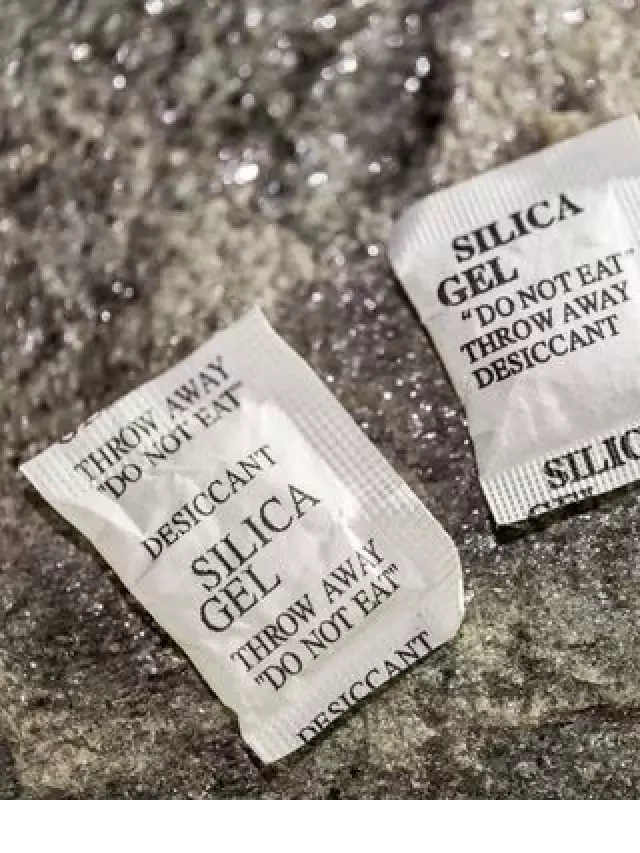 THROW AWAY
"DO NOT EAT"
DESICCANT
SILICA
GEL
THROW AWAY
"DO NOT EAT"
DESICCANT
SILICA
GEL
"DO NOT EAT"
THROW AWAY
DESICCANT